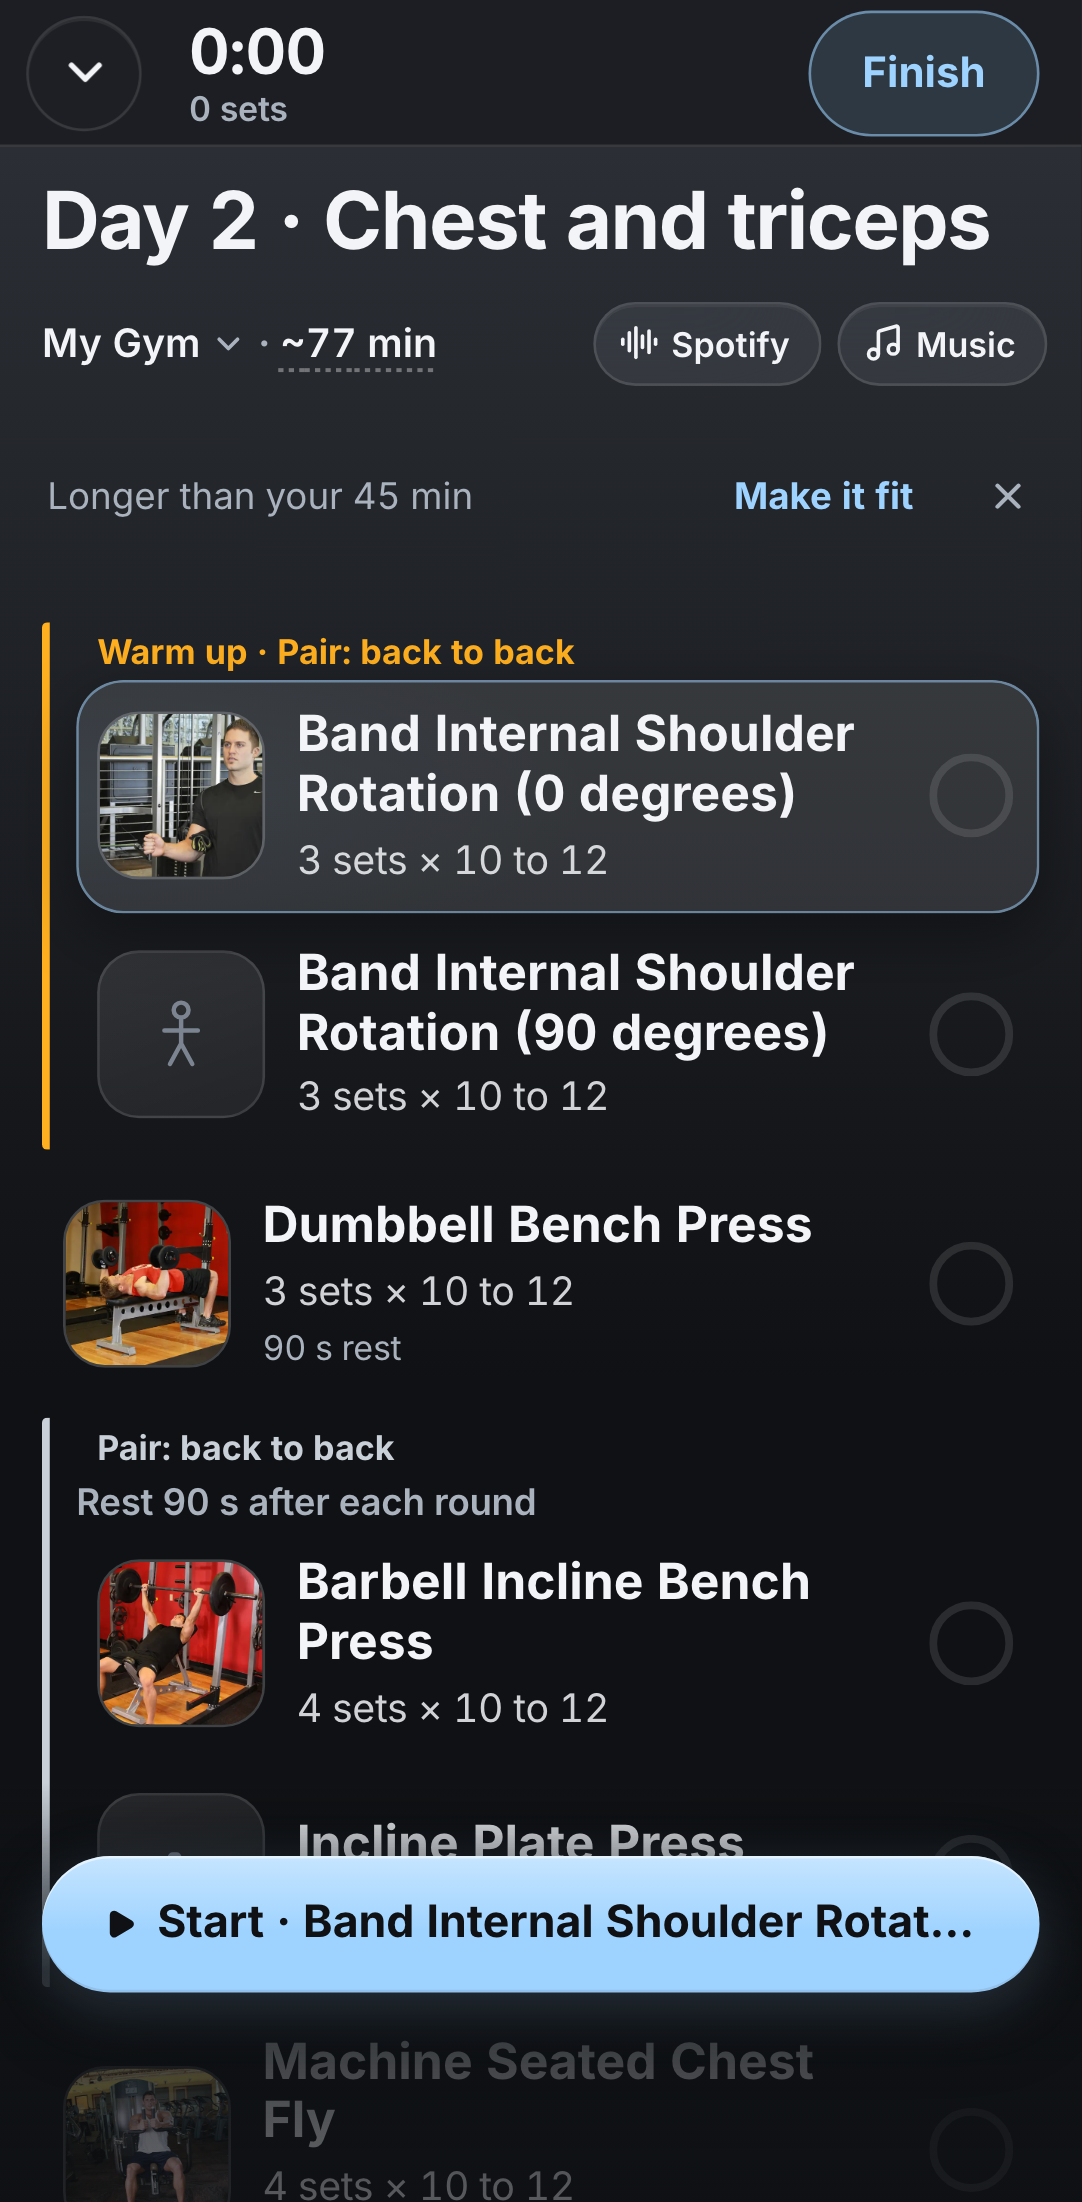 0:00
0 sets
Finish
Day 2 · Chest and triceps
My Gym · ~77 min
Spotify
Music
Longer than your 45 min
Make it fit
Warm up · Pair: back to back
Band Internal Shoulder
Rotation (0 degrees)
3 sets × 10 to 12
Band Internal Shoulder
Rotation (90 degrees)
3 sets × 10 to 12
Dumbbell Bench Press
3 sets × 10 to 12
90 s rest
Pair: back to back
Rest 90 s after each round
Barbell Incline Bench
Press
4 sets × 10 to 12
Incline Plate Press
Start · Band Internal Shoulder Rotat...
Machine Seated Chest
Fly
4 sets × 10 to 12